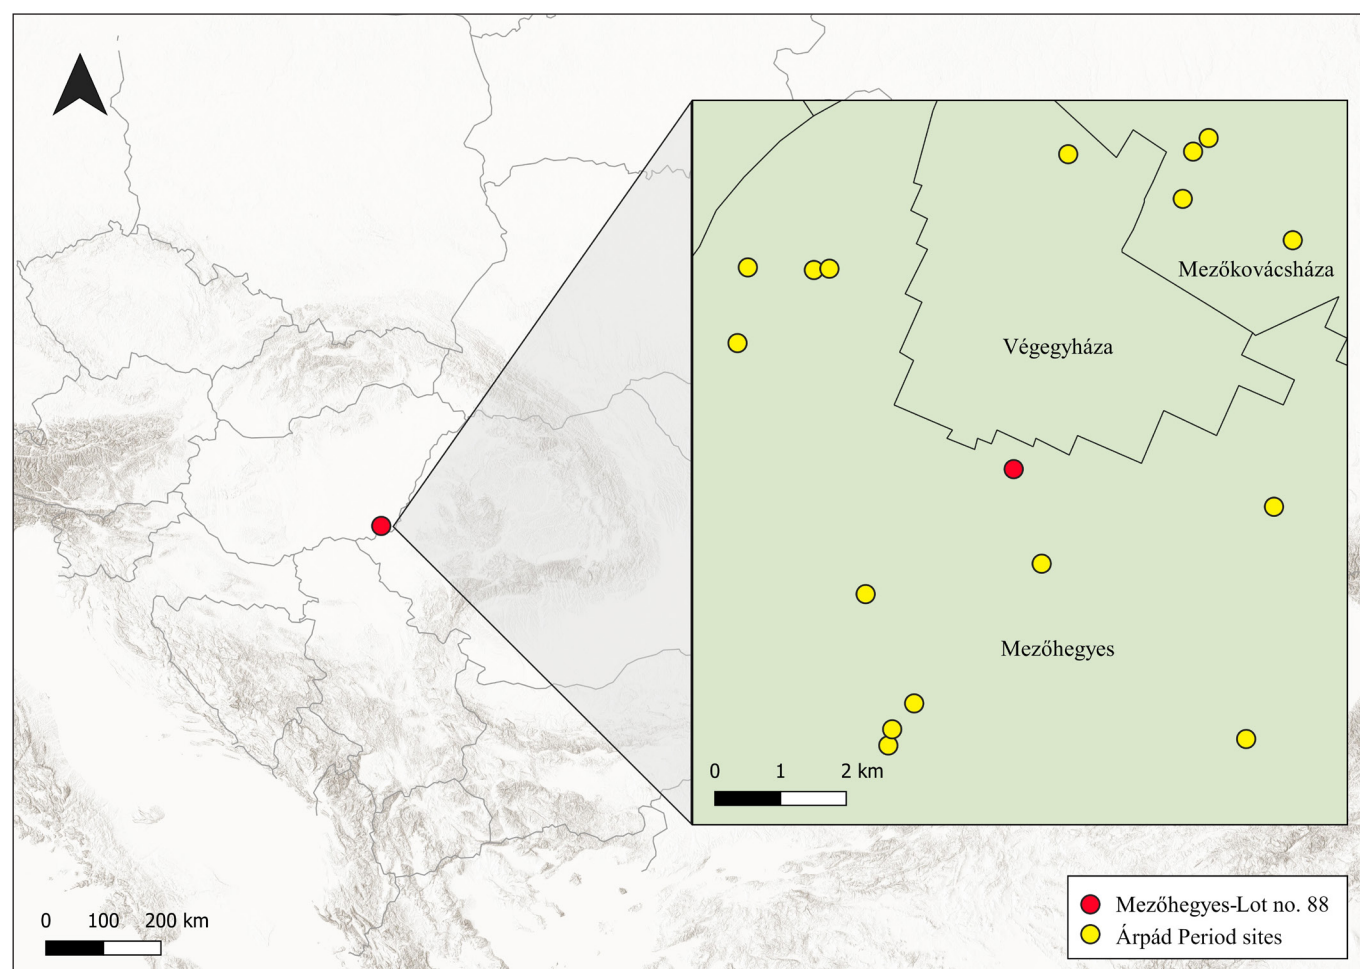 Mezőkovácsháza
Végegyháza
Mezőhegyes
0 1 2 km
0 100 200 km
Mezőhegyes-Lot no. 88
Árpád Period sites